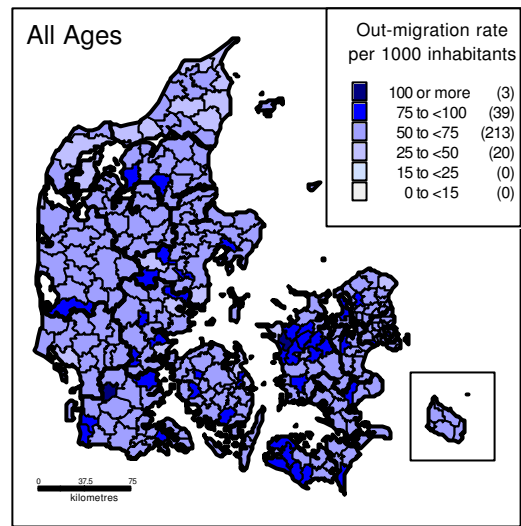 All Ages
Out-migration rate
per 1000 inhabitants
100 or more (3)
75 to <100 (39)
50 to <75 (213)
25 to <50 (20)
15 to <25 (0)
0 to <15 (0)
0 37.5 75
kilometres